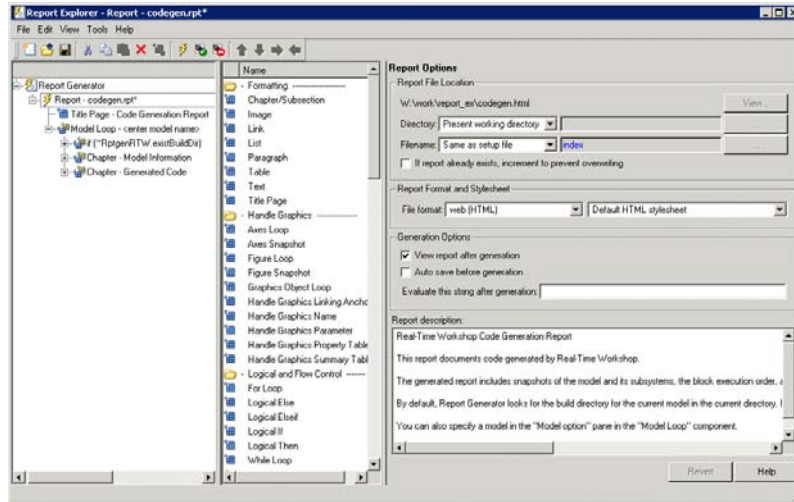 Report Explorer - Report - codegen.rpt*
File Edit View Tools Help
Report Generator
Report - codegen.rpt*
Title Page - Code Generation Report
Model Loop - <enter model name>
if (~RptgenRTW.existBuildDir)
Chapter - Model Information
Chapter - Generated Code
Name
- Formatting
Chapter/Subsection
Image
Link
List
Paragraph
Table
Text
Title Page
- Handle Graphics
Axes Loop
Axes Snapshot
Figure Loop
Figure Snapshot
Graphics Object Loop
Handle Graphics Linking Ancho
Handle Graphics Name
Handle Graphics Parameter
Handle Graphics Property Table
Handle Graphics Summary Tabl
- Logical and Flow Control
For Loop
Logical Else
Logical Elseif
Logical If
Logical Then
While Loop
Report Options
Report File Location
W:\work\report_ex\codegen.html View...
Directory: Present working directory ...
Filename: Same as setup file index ...
If report already exists, increment to prevent overwriting
Report Format and Stylesheet
File format: web (HTML) Default HTML stylesheet
Generation Options
View report after generation
Auto save before generation
Evaluate this string after generation:
Report description:
Real-Time Workshop Code Generation Report
This report documents code generated by Real-Time Workshop.
The generated report includes snapshots of the model and its subsystems, the block execution order, a
By default, Report Generator looks for the build directory for the current model in the current directory. I
You can also specify a model in the "Model option" pane in the "Model Loop" component.
Revert Help